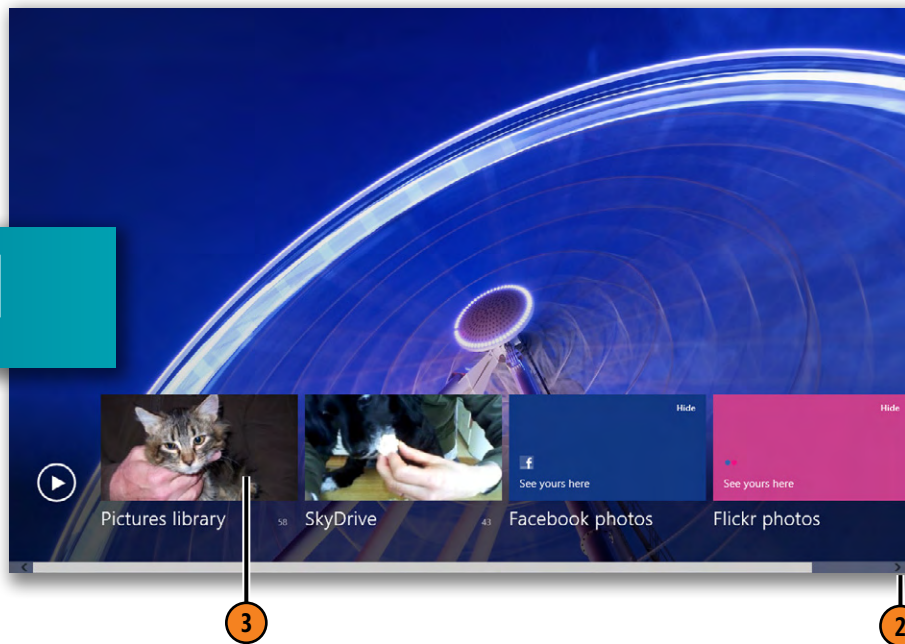 Hide
Hide
f
See yours here
See yours here
Pictures library 58
SkyDrive 43
Facebook photos
Flickr photos
3
2